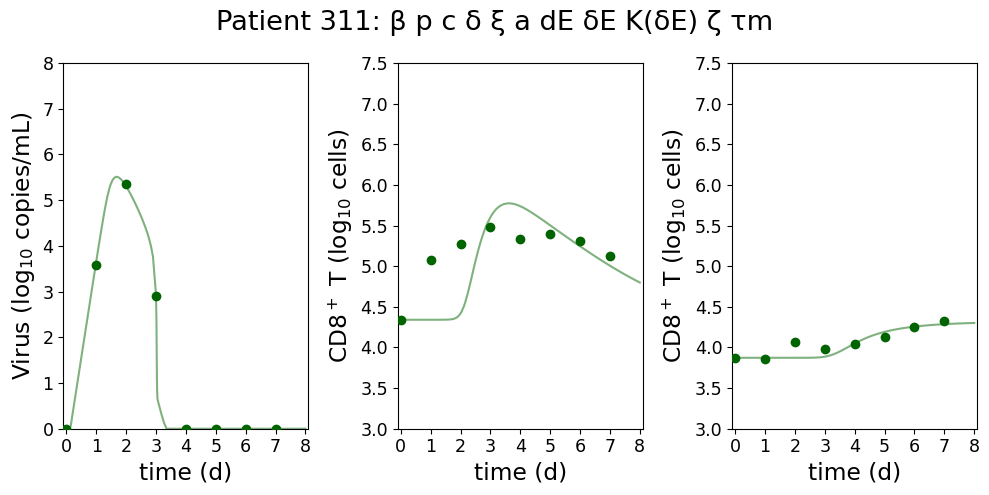 Patient 311: β p c δ ξ a dE δE K(δE) ζ τm
Virus (log₁₀ copies/mL)
8
7
6
5
4
3
2
1
0
0 1 2 3 4 5 6 7 8
time (d)
CD8⁺ T (log₁₀ cells)
7.5
7.0
6.5
6.0
5.5
5.0
4.5
4.0
3.5
3.0
0 1 2 3 4 5 6 7 8
time (d)
CD8⁺ T (log₁₀ cells)
7.5
7.0
6.5
6.0
5.5
5.0
4.5
4.0
3.5
3.0
0 1 2 3 4 5 6 7 8
time (d)